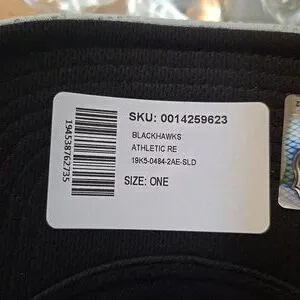 SKU: 0014259623
BLACKHAWKS
ATHLETIC RE
19K5-0484-2AE-SLD
SIZE: ONE
194538762735